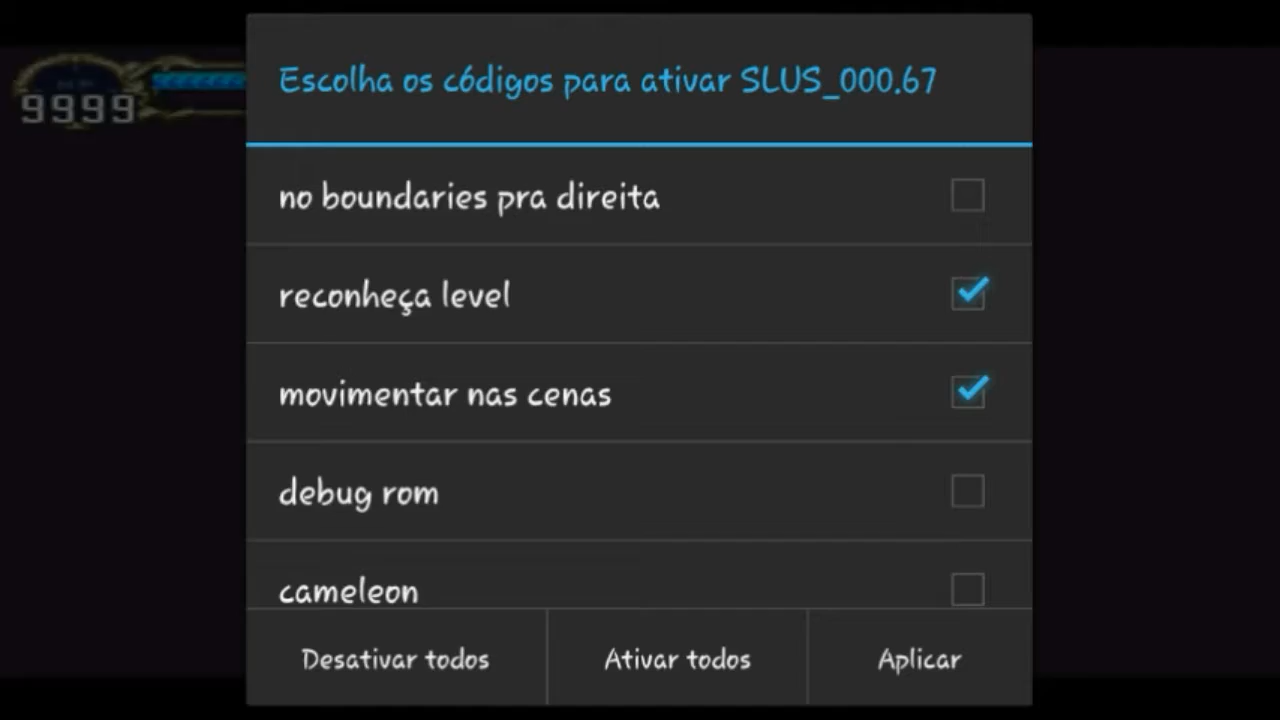 Escolha os códigos para ativar SLUS_000.67
9999
no boundaries pra direita
reconheça level
movimentar nas cenas
debug rom
cameleon
Desativar todos
Ativar todos
Aplicar